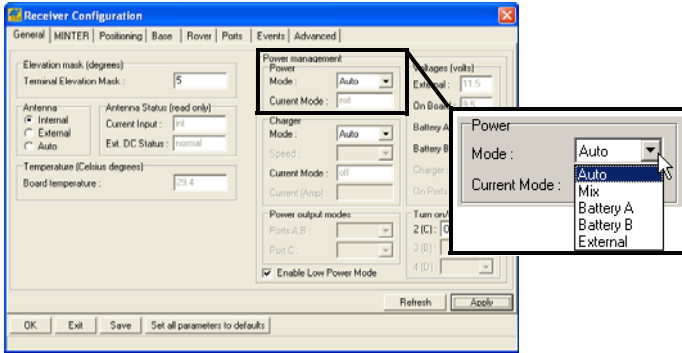 Receiver Configuration
General MINTER Positioning Base Rover Ports Events Advanced
Elevation mask (degrees)
Terminal Elevation Mask : 5
Antenna
Internal
External
Auto
Antenna Status (read only)
Current Input : int
Ext. DC Status : normal
Temperature (Celsius degrees)
Board temperature : 29.4
Power management
Power
Mode : Auto
Current Mode : ext
Charger
Mode : Auto
Speed :
Current Mode : off
Current (Amp) :
Power output modes
Ports A,B :
Port C :
Enable Low Power Mode
Voltages (volts)
External : 11.5
On Board : 9.5
Battery A
Battery B
Charger :
On Ports
Turn on/
2 (C) : 0
3 (B) :
4 (D) :
Power
Mode : Auto
Current Mode :
Auto
Mix
Battery A
Battery B
External
Refresh Apply
OK Exit Save Set all parameters to defaults